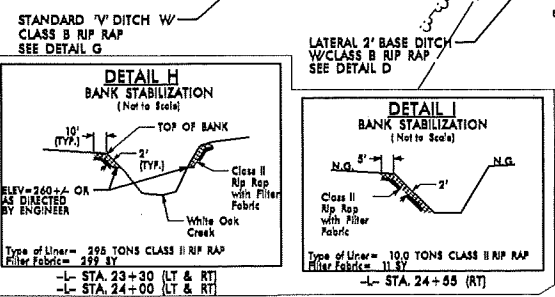 STANDARD 'V' DITCH W/
CLASS B RIP RAP
SEE DETAIL G
LATERAL 2' BASE DITCH
W/CLASS B RIP RAP
SEE DETAIL D
DETAIL H
BANK STABILIZATION
(Not to Scale)
10'
(TYP.)
TOP OF BANK
2'
(TYP.)
ELEV=260+/- OR
AS DIRECTED
BY ENGINEER
Class II
Rip Rap
with Filter
Fabric
White Oak
Creek
Type of Liner= 295 TONS CLASS II RIP RAP
Filter Fabric= 299 SY
-L- STA. 23+30 (LT & RT)
-L- STA. 24+00 (LT & RT)
DETAIL I
BANK STABILIZATION
(Not to Scale)
N.G.
5'
2'
N.G.
Class II
Rip Rap
with Filter
Fabric
Type of Liner= 10.0 TONS CLASS II RIP RAP
Filter Fabric= 11 SY
-L- STA. 24+55 (RT)